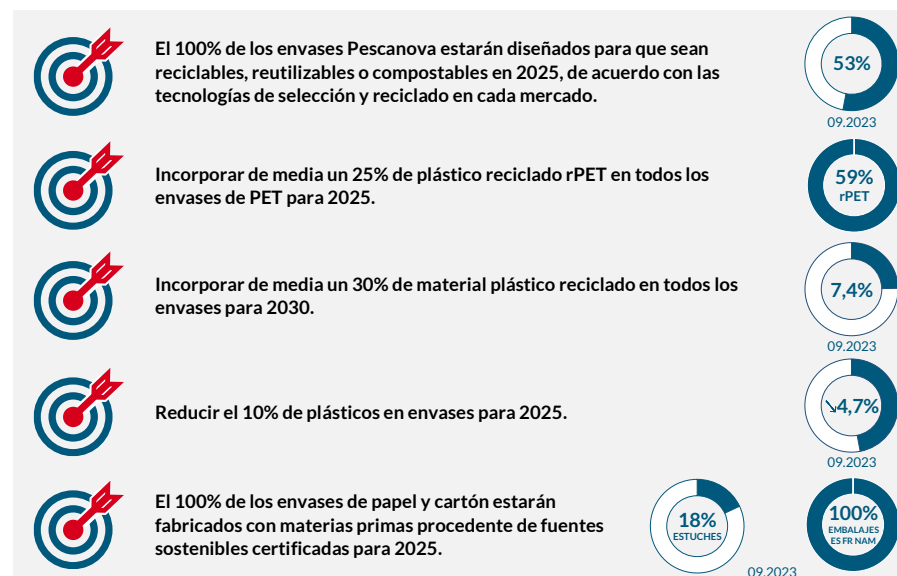 El 100% de los envases Pescanova estarán diseñados para que sean
reciclables, reutilizables o compostables en 2025, de acuerdo con las
tecnologías de selección y reciclado en cada mercado.
53%
09.2023
Incorporar de media un 25% de plástico reciclado rPET en todos los
envases de PET para 2025.
59%
rPET
Incorporar de media un 30% de material plástico reciclado en todos los
envases para 2030.
7,4%
09.2023
Reducir el 10% de plásticos en envases para 2025.
↘4,7%
09.2023
El 100% de los envases de papel y cartón estarán
fabricados con materias primas procedente de fuentes
sostenibles certificadas para 2025.
18%
ESTUCHES
100%
EMBALAJES
ES FR NAM
09.2023